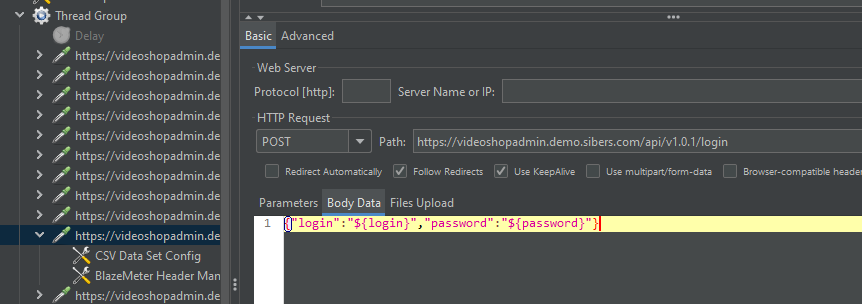 Thread Group
Delay
https://videoshopadmin.de
https://videoshopadmin.de
https://videoshopadmin.de
https://videoshopadmin.de
https://videoshopadmin.de
https://videoshopadmin.de
https://videoshopadmin.de
https://videoshopadmin.de
https://videoshopadmin.de
https://videoshopadmin.de
CSV Data Set Config
BlazeMeter Header Man
https://videoshopadmin.de
Basic
Advanced
Web Server
Protocol [http]:
Server Name or IP:
HTTP Request
POST
Path:
https://videoshopadmin.demo.sibers.com/api/v1.0.1/login
Redirect Automatically
Follow Redirects
Use KeepAlive
Use multipart/form-data
Browser-compatible header
Parameters
Body Data
Files Upload
1
{"login":"${login}","password":"${password}"}